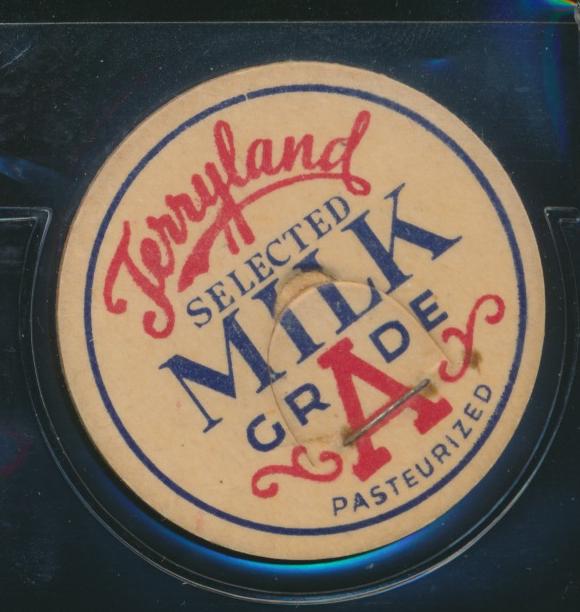 Terryland
SELECTED
MILK
GRADE
A
PASTEURIZED